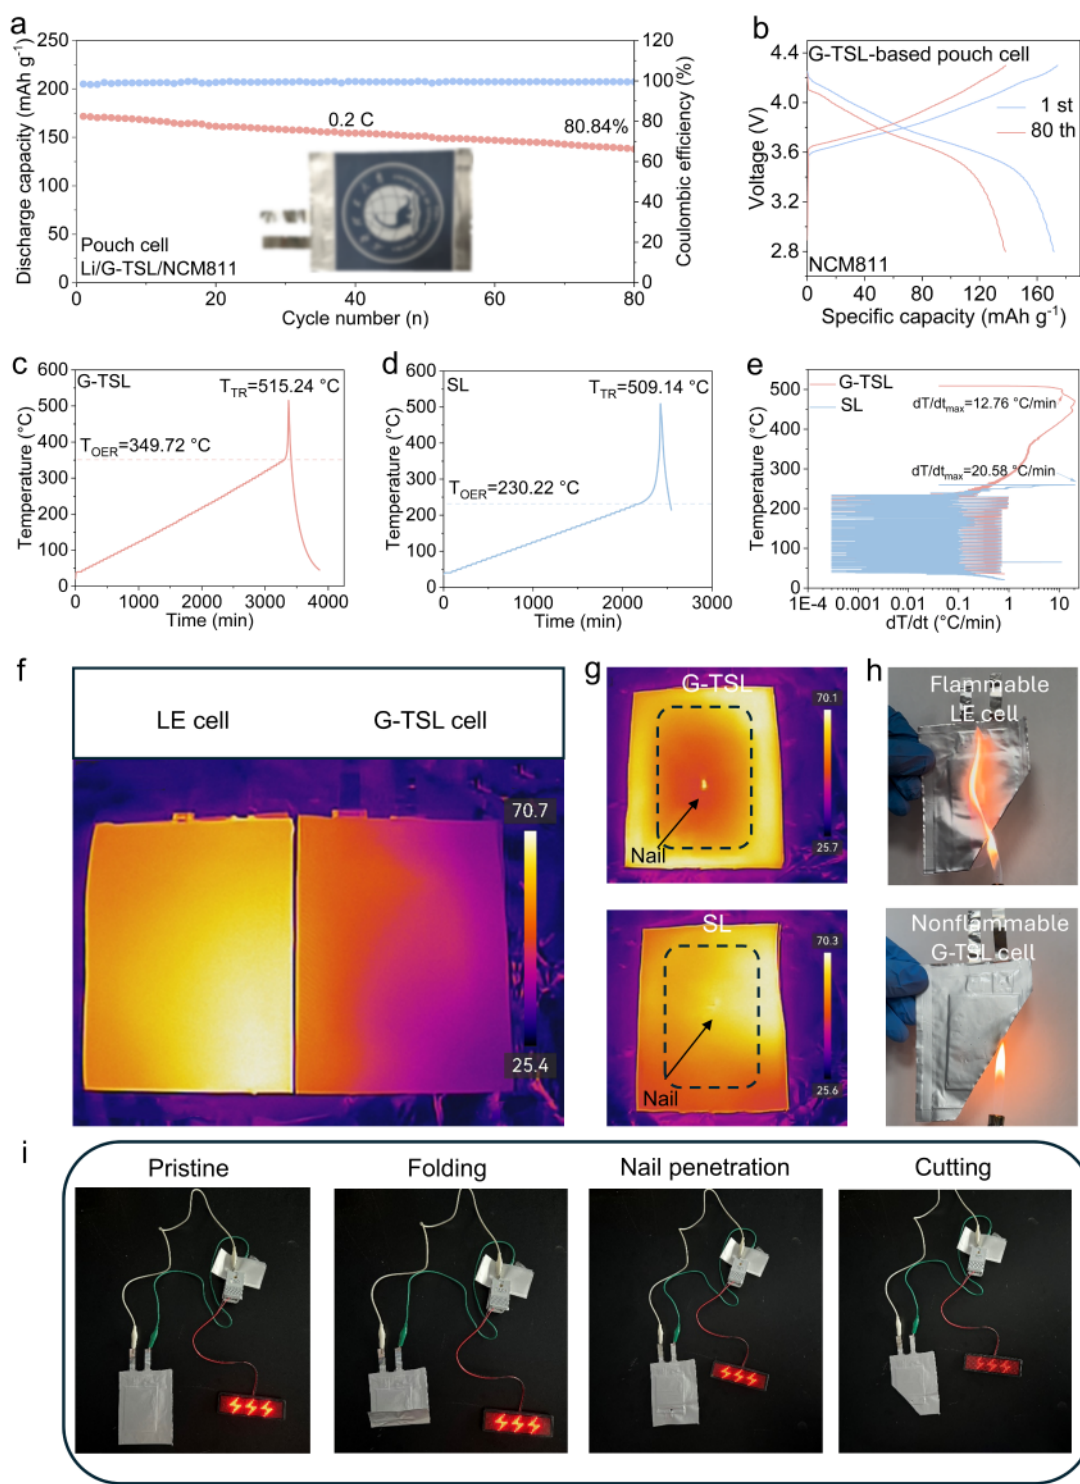 a
250
200
150
100
50
0
Discharge capacity (mAh g⁻¹)
120
100
80
60
40
20
0
Coulombic efficiency (%)
0.2 C
80.84%
Pouch cell
Li/G-TSL/NCM811
0 20 40 60 80
Cycle number (n)
b
G-TSL-based pouch cell
1 st
80 th
4.4
4.0
3.6
3.2
2.8
Voltage (V)
NCM811
0 40 80 120 160
Specific capacity (mAh g⁻¹)
c
G-TSL
T_TR=515.24 °C
T_OER=349.72 °C
600
500
400
300
200
100
0
Temperature (°C)
0 1000 2000 3000 4000
Time (min)
d
SL
T_TR=509.14 °C
T_OER=230.22 °C
600
500
400
300
200
100
0
Temperature (°C)
0 1000 2000 3000
Time (min)
e
G-TSL
SL
dT/dt_max=12.76 °C/min
dT/dt_max=20.58 °C/min
500
400
300
200
100
0
Temperature (°C)
1E-4 0.001 0.01 0.1 1 10
dT/dt (°C/min)
f
LE cell G-TSL cell
70.7
25.4
g
G-TSL
70.1
Nail
25.7
SL
70.3
Nail
25.6
h
Flammable
LE cell
Nonflammable
G-TSL cell
i
Pristine Folding Nail penetration Cutting